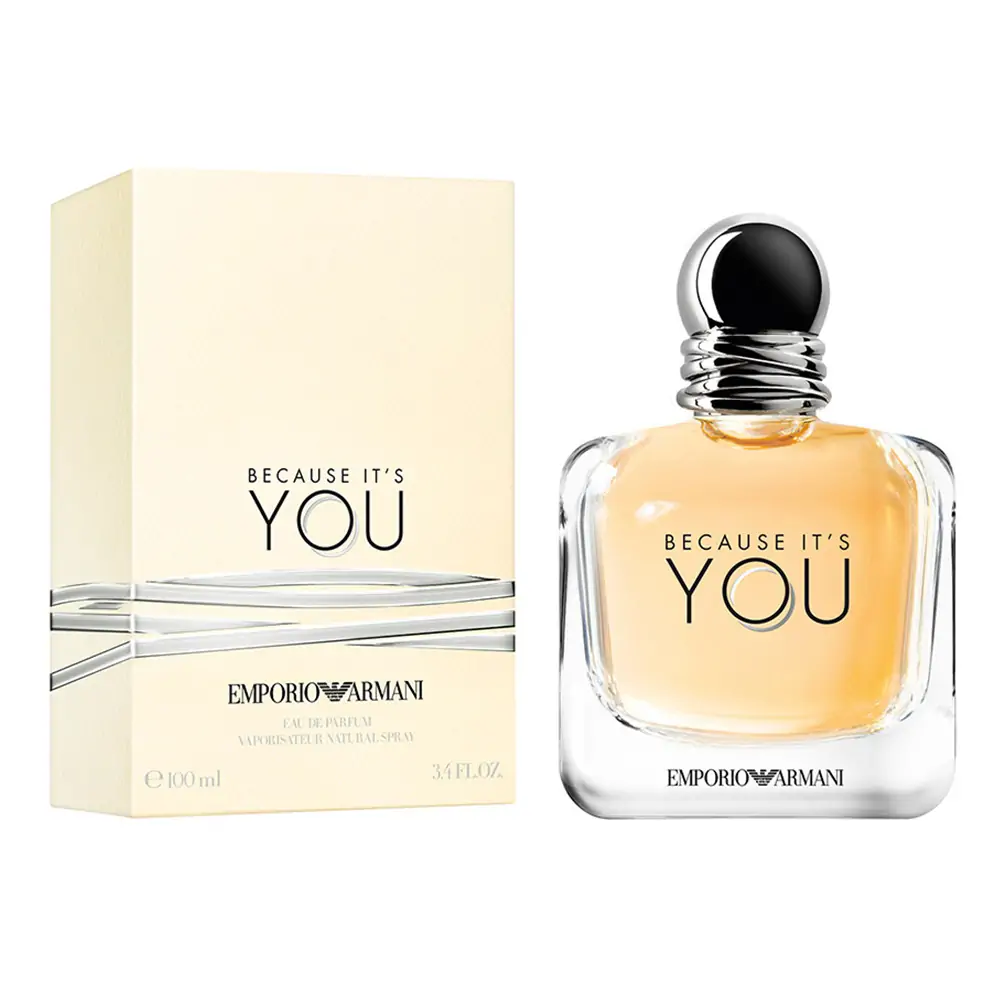 BECAUSE IT'S
YOU
EMPORIO ARMANI
EAU DE PARFUM
VAPORISATEUR NATURAL SPRAY
℮ 100 ml
3.4 FL.OZ.
BECAUSE IT'S
YOU
EMPORIO ARMANI